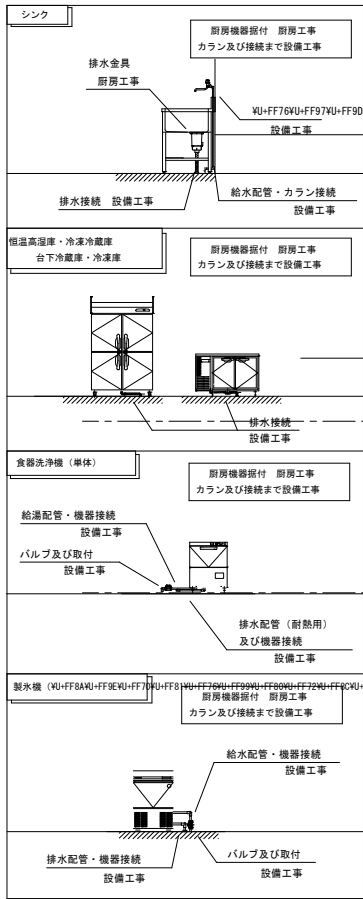 シンク
厨房機器据付　厨房工事
カラン及び接続まで設備工事
排水金具
厨房工事
¥U+FF76¥U+FF97¥U+FF9D
設備工事
排水接続　設備工事
給水配管・カラン接続
設備工事
恒温高湿庫・冷凍冷蔵庫
台下冷蔵庫・冷凍庫
厨房機器据付　厨房工事
カラン及び接続まで設備工事
排水接続
設備工事
食器洗浄機（単体）
厨房機器据付　厨房工事
カラン及び接続まで設備工事
給湯配管・機器接続
設備工事
バルブ及び取付
設備工事
排水配管（耐熱用）
及び機器接続
設備工事
製氷機（¥U+FF8A¥U+FF9E¥U+FF70¥U+FF81¥U+FF76¥U+FF99¥U+FF80¥U+FF72¥U+FF8C¥U+
厨房機器据付　厨房工事
カラン及び接続まで設備工事
給水配管・機器接続
設備工事
排水配管・機器接続
設備工事
バルブ及び取付
設備工事